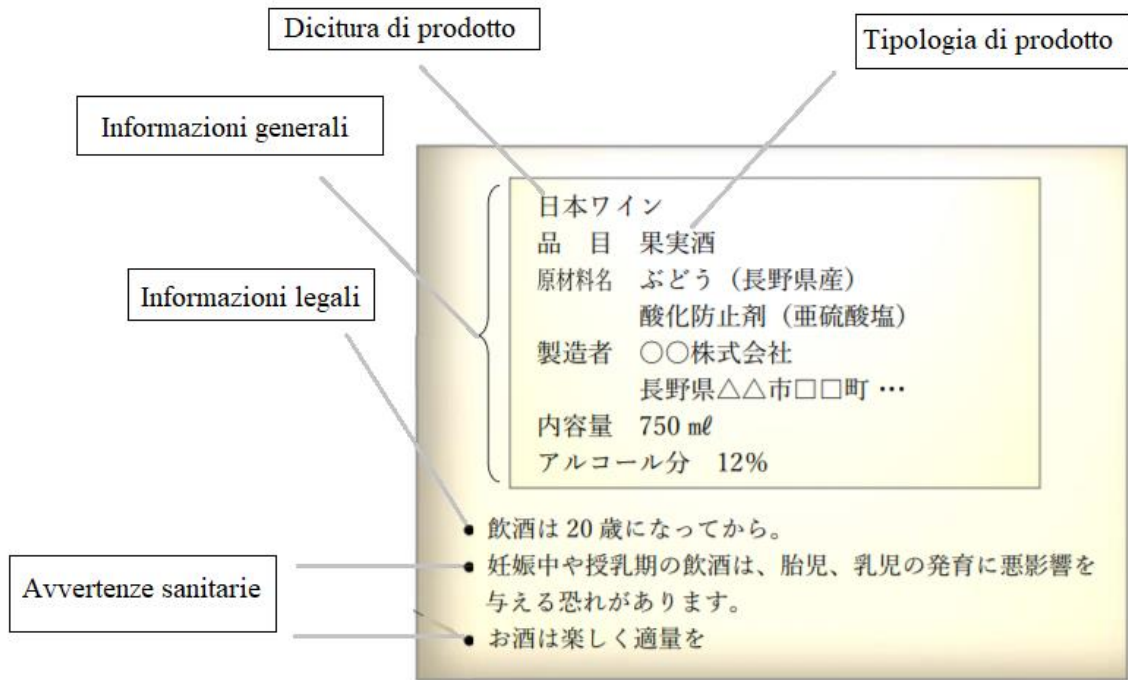 Dicitura di prodotto
Tipologia di prodotto
Informazioni generali
日本ワイン
品　目　果実酒
原材料名　ぶどう（長野県産）
Informazioni legali
酸化防止剤（亜硫酸塩）
製造者　○○株式会社
長野県△△市□□町 …
内容量　750 ㎖
アルコール分　12%
• 飲酒は 20 歳になってから。
Avvertenze sanitarie
• 妊娠中や授乳期の飲酒は、胎児、乳児の発育に悪影響を
与える恐れがあります。
• お酒は楽しく適量を